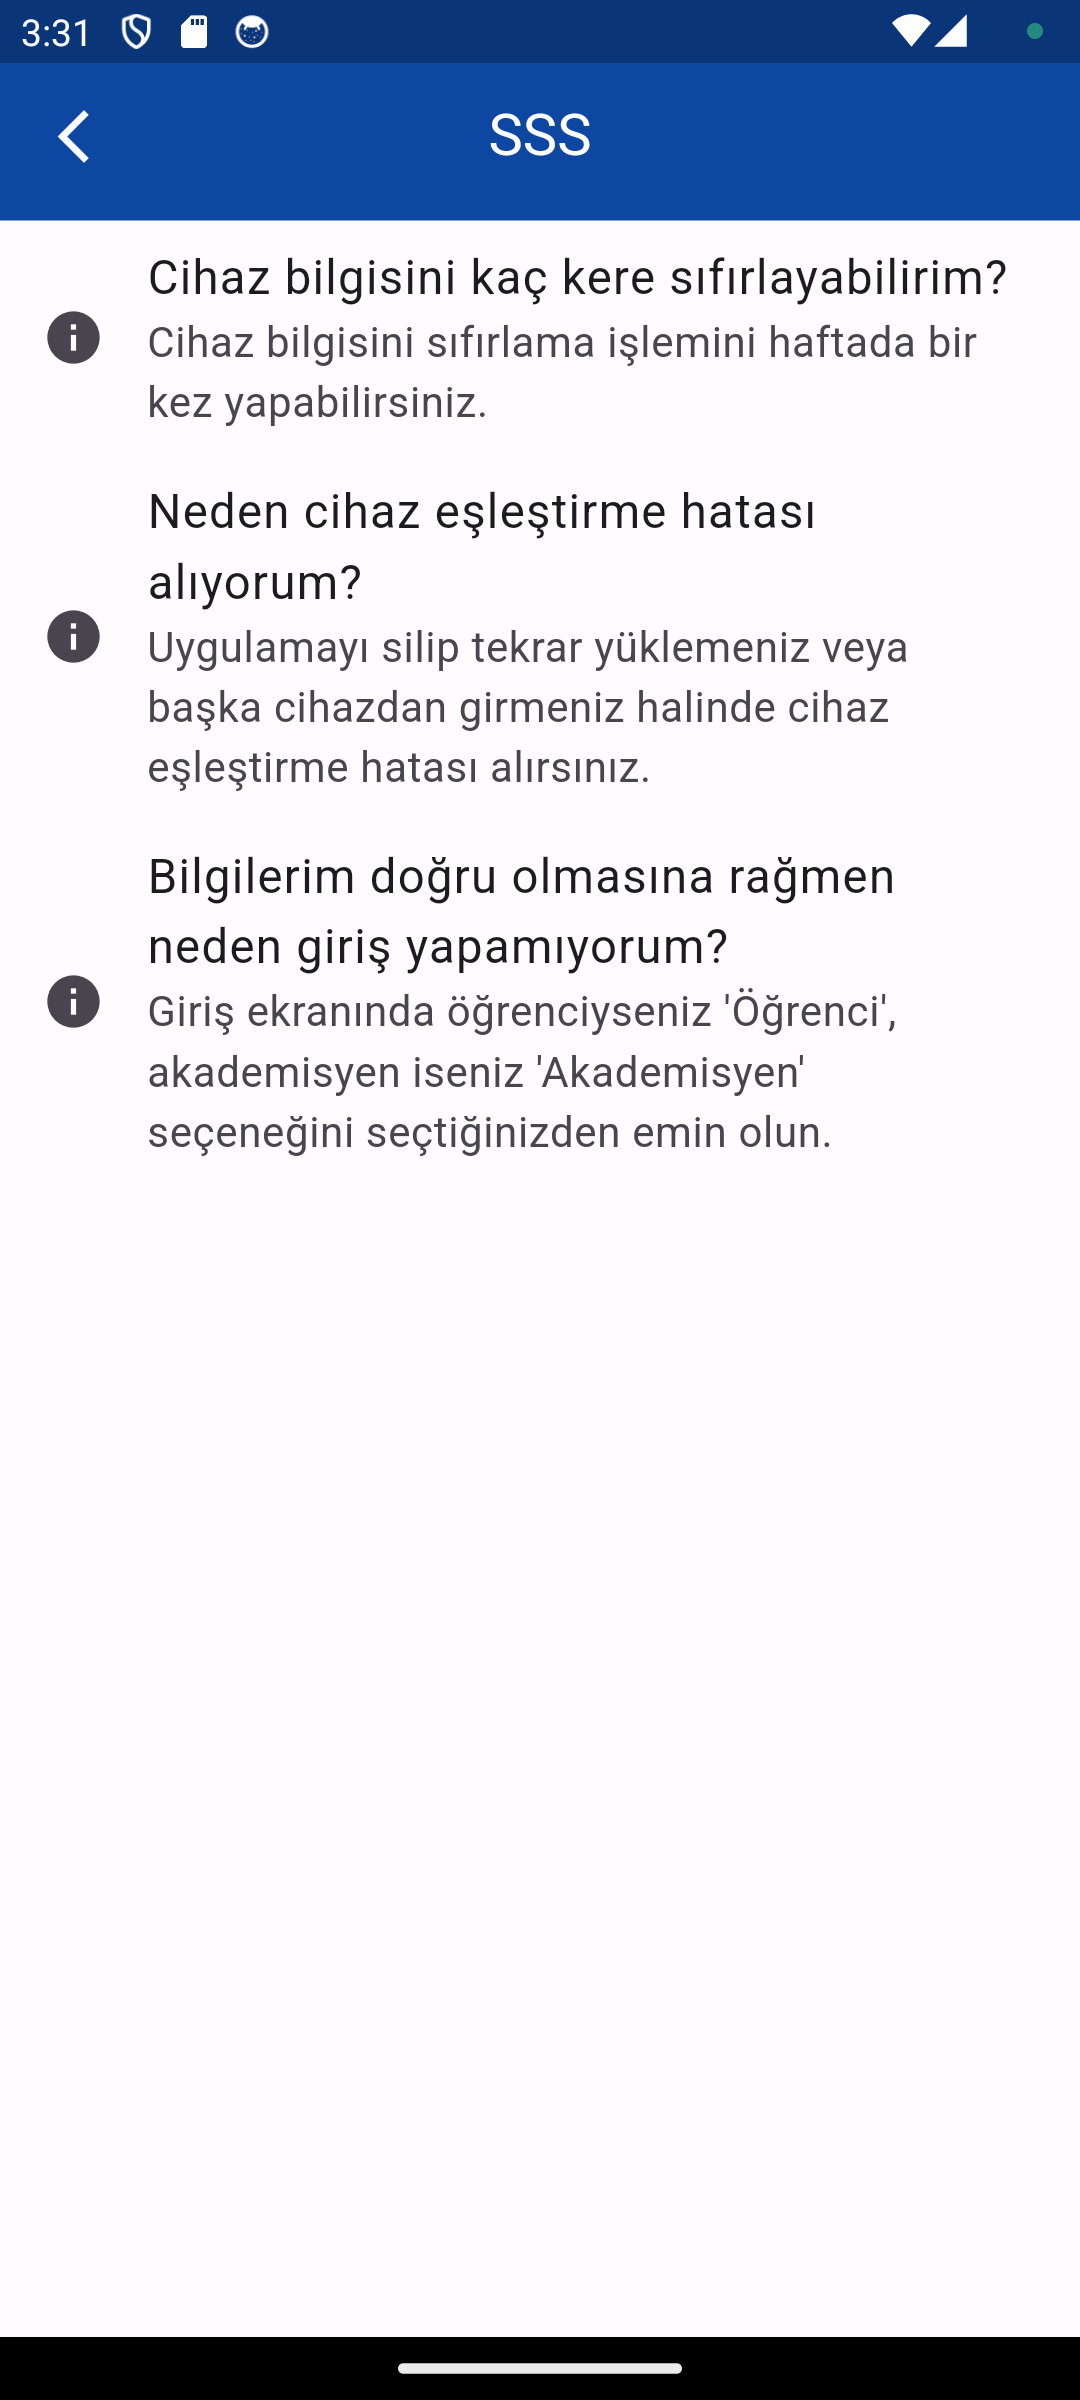 3:31
SSS
Cihaz bilgisini kaç kere sıfırlayabilirim?
Cihaz bilgisini sıfırlama işlemini haftada bir
kez yapabilirsiniz.
Neden cihaz eşleştirme hatası
alıyorum?
Uygulamayı silip tekrar yüklemeniz veya
başka cihazdan girmeniz halinde cihaz
eşleştirme hatası alırsınız.
Bilgilerim doğru olmasına rağmen
neden giriş yapamıyorum?
Giriş ekranında öğrenciyseniz 'Öğrenci',
akademisyen iseniz 'Akademisyen'
seçeneğini seçtiğinizden emin olun.